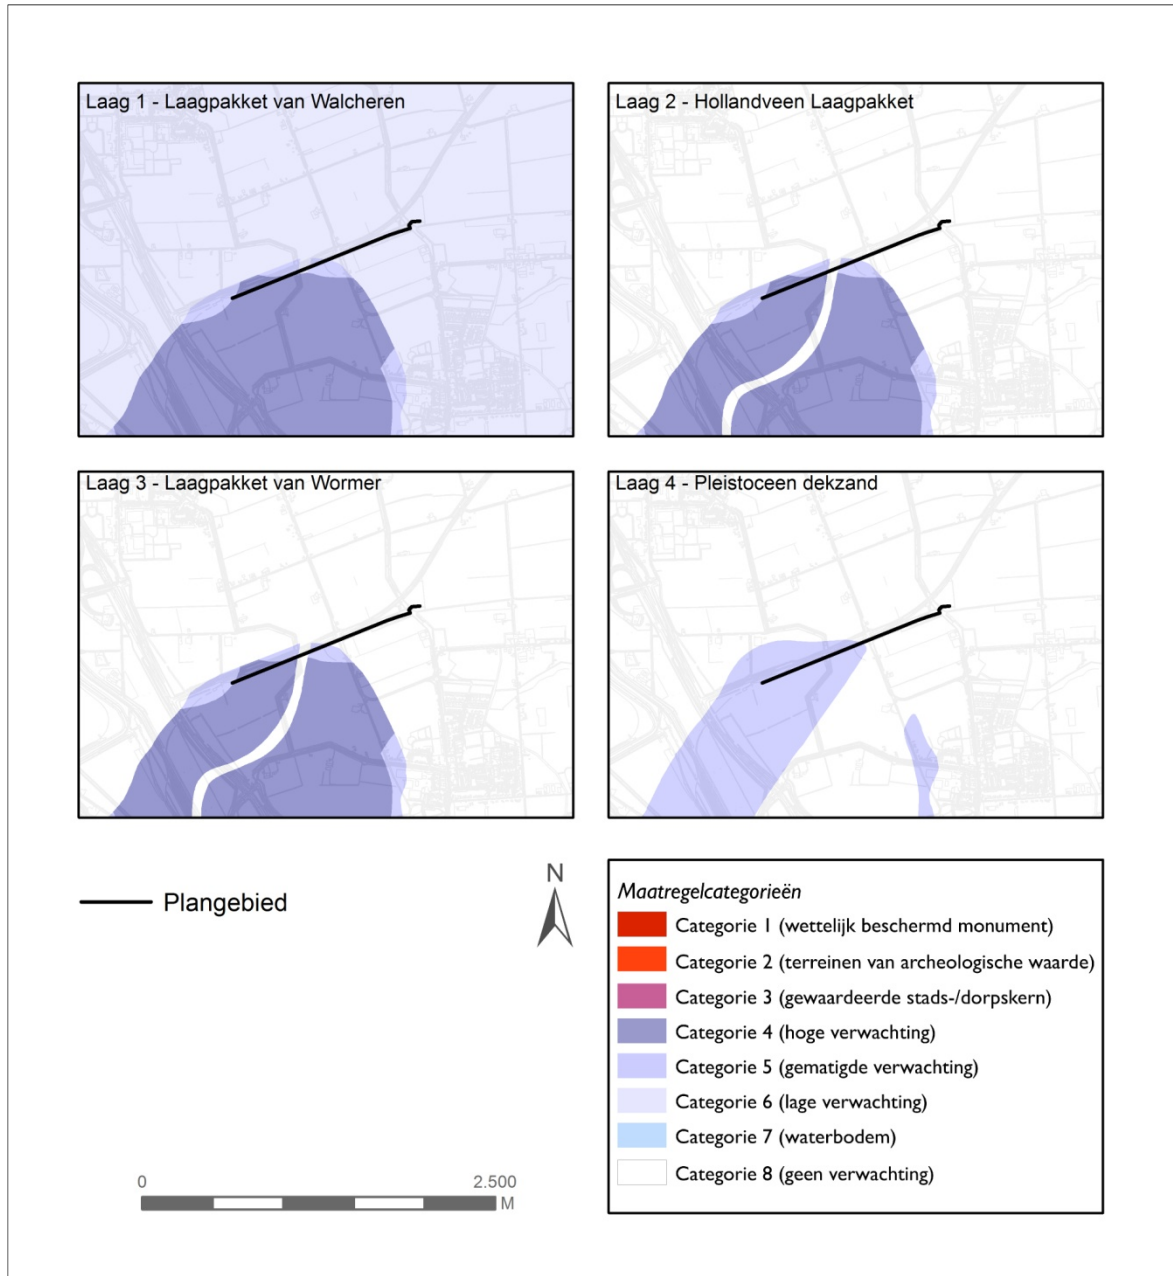 Laag 1 - Laagpakket van Walcheren
Laag 2 - Hollandveen Laagpakket
Laag 3 - Laagpakket van Wormer
Laag 4 - Pleistoceen dekzand
Plangebied
N
Maatregelcategorieën
Categorie 1 (wettelijk beschermd monument)
Categorie 2 (terreinen van archeologische waarde)
Categorie 3 (gewaardeerde stads-/dorpskern)
Categorie 4 (hoge verwachting)
Categorie 5 (gematigde verwachting)
Categorie 6 (lage verwachting)
Categorie 7 (waterbodem)
Categorie 8 (geen verwachting)
0 2.500
M